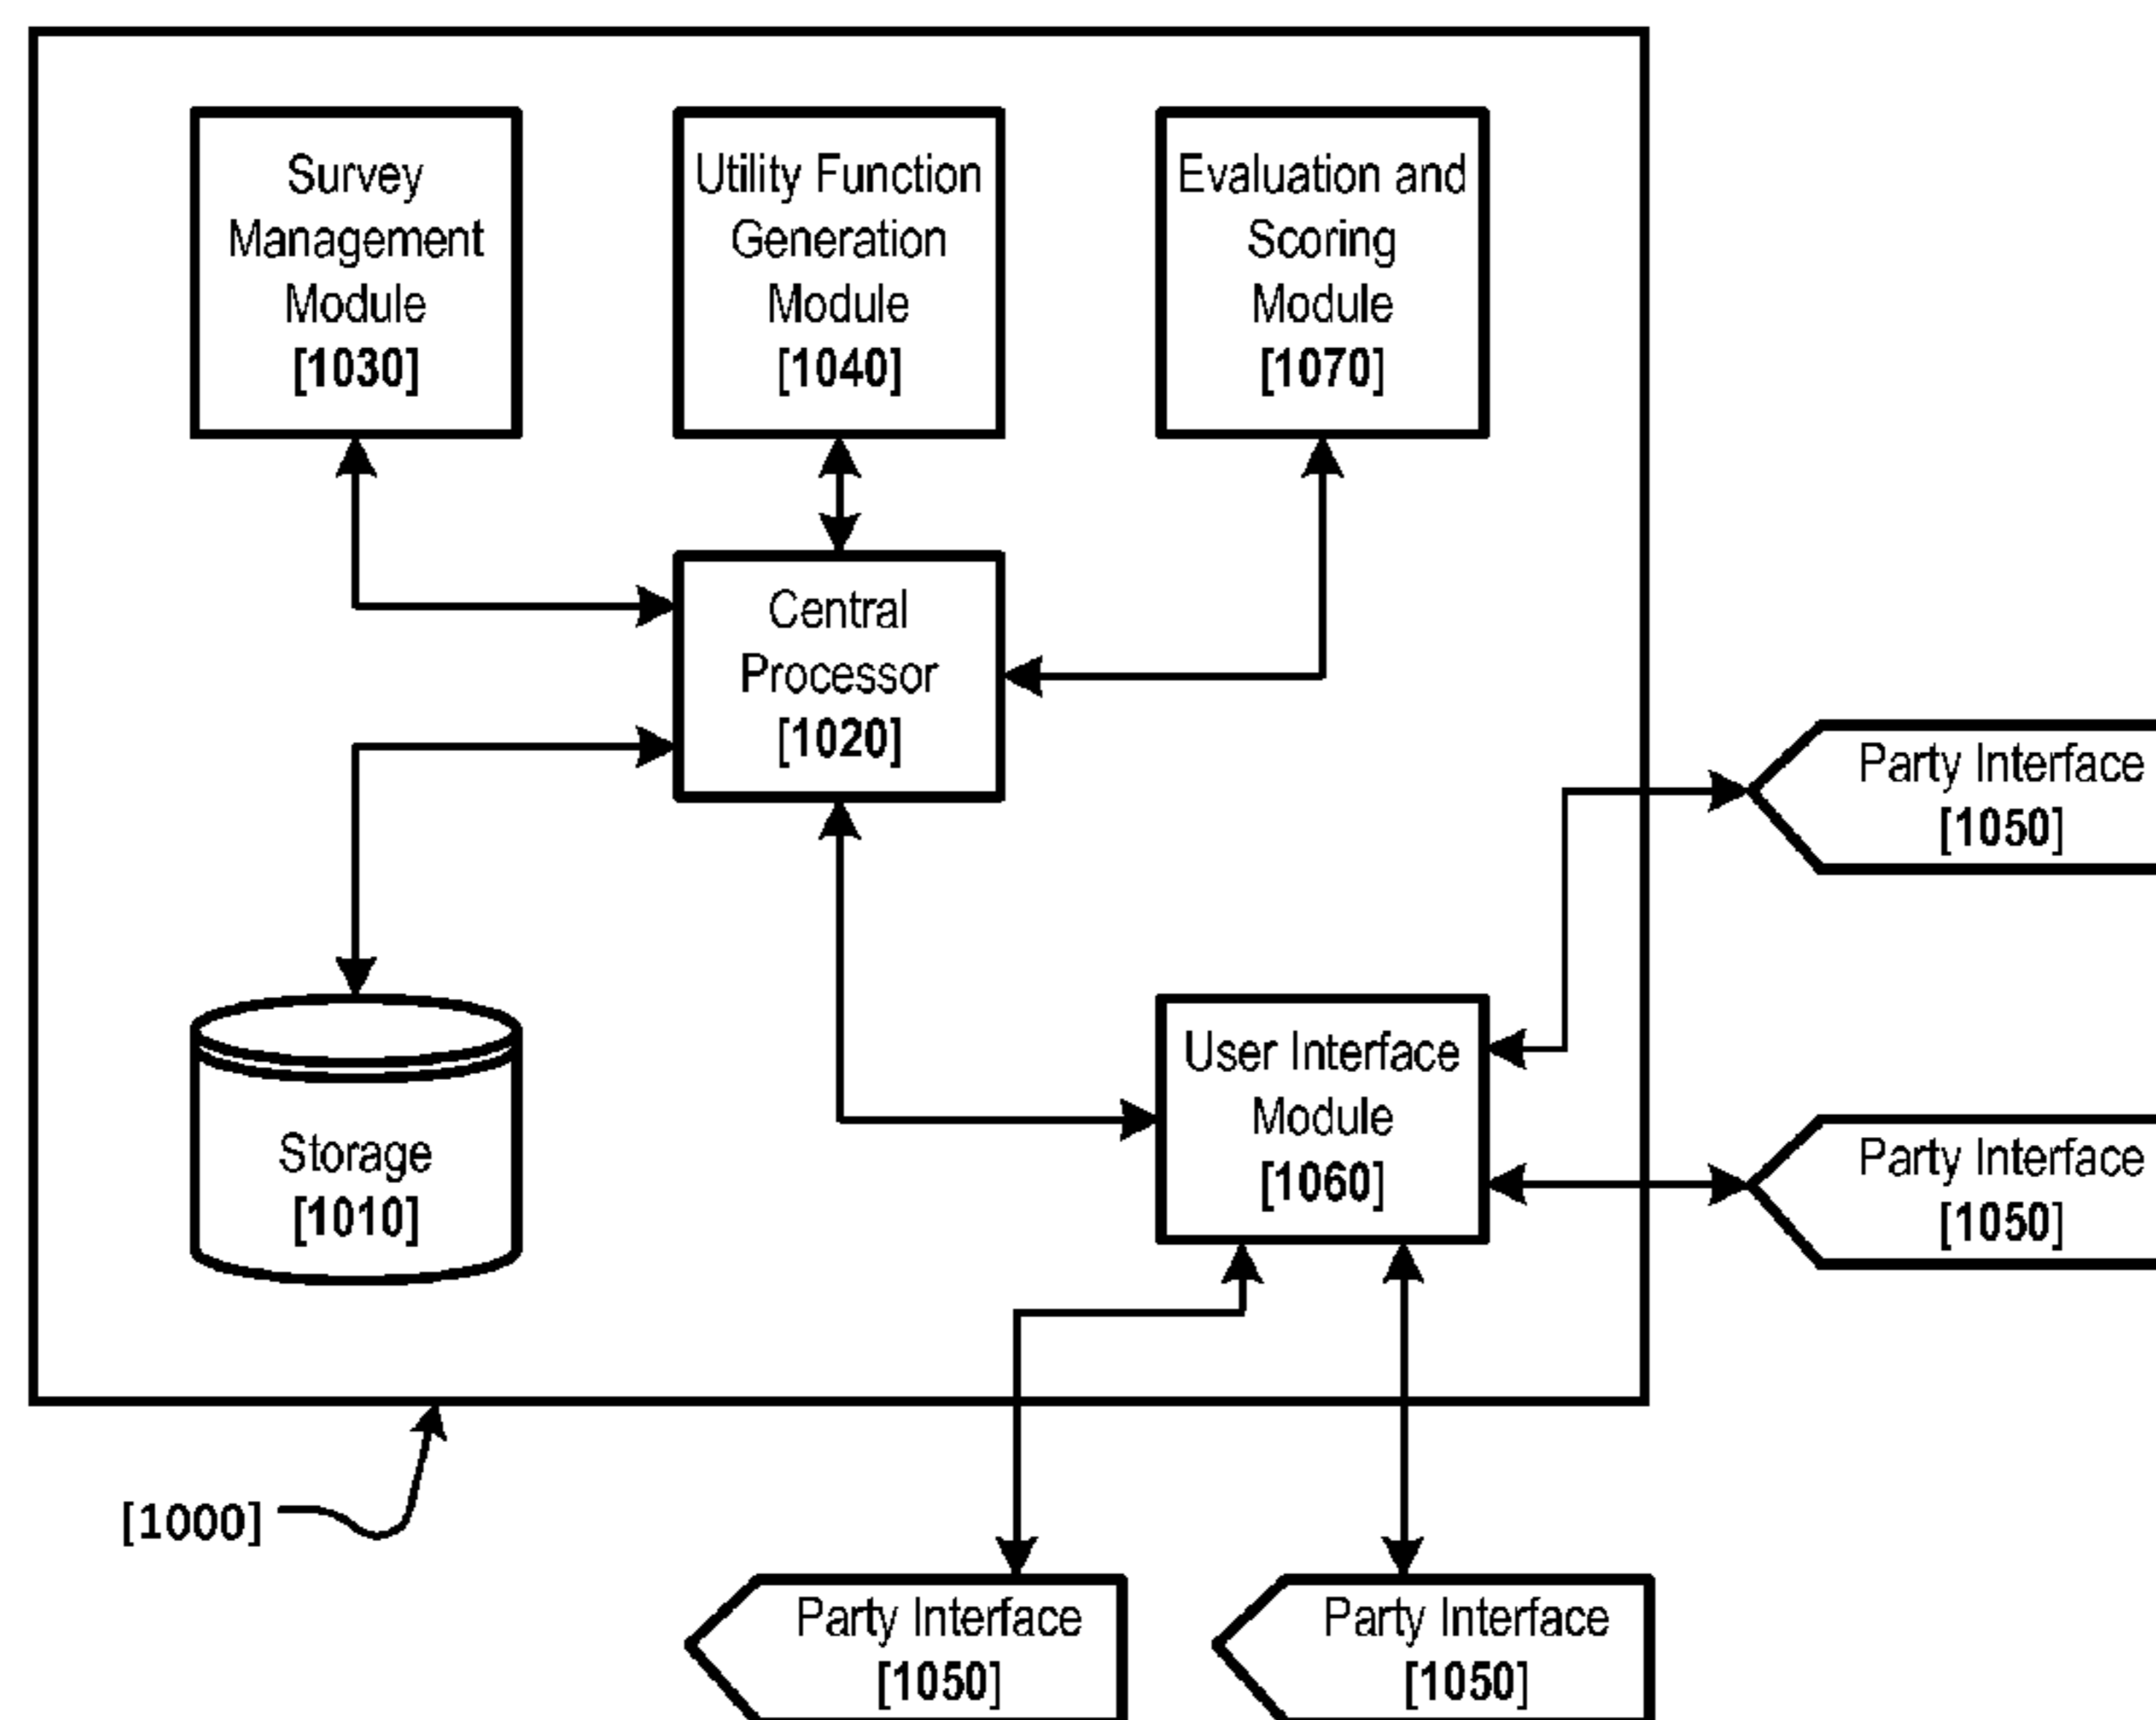 Survey
Management
Module
[1030]
Utility Function
Generation
Module
[1040]
Evaluation and
Scoring
Module
[1070]
Central
Processor
[1020]
Party Interface
[1050]
User Interface
Module
[1060]
Party Interface
[1050]
Storage
[1010]
[1000]
Party Interface
[1050]
Party Interface
[1050]